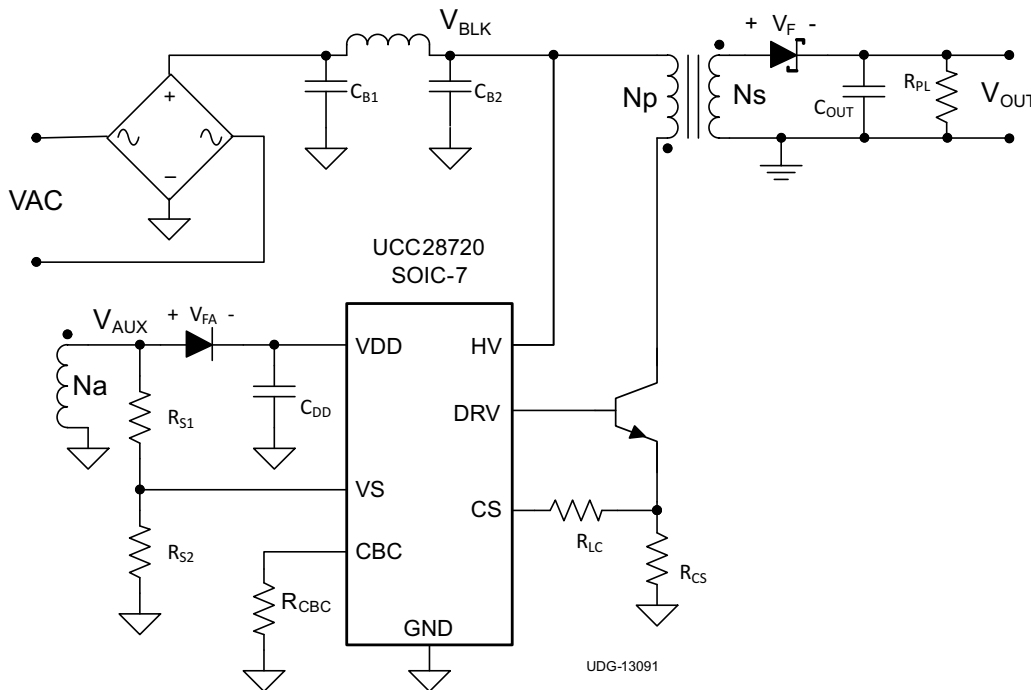 V_BLK
+ V_F -
+
−
C_B1
C_B2
Np
Ns
C_OUT
R_PL
V_OUT
VAC
UCC28720
SOIC-7
V_AUX
+ V_FA -
Na
R_S1
C_DD
VDD
HV
DRV
VS
CS
CBC
GND
R_S2
R_CBC
R_LC
R_CS
UDG-13091